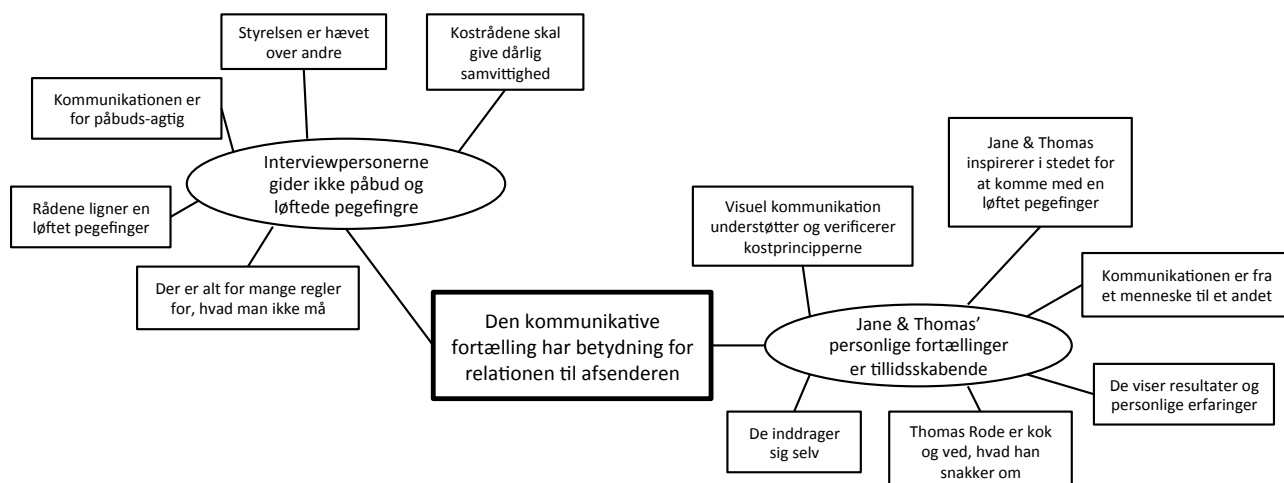 Styrelsen er hævet
over andre
Kostrådene skal
give dårlig
samvittighed
Kommunikationen er
for påbuds-agtig
Interviewpersonerne
gider ikke påbud og
løftede pegefingre
Rådene ligner en
løftet pegefinger
Der er alt for mange regler
for, hvad man ikke må
Den kommunikative
fortælling har betydning for
relationen til afsenderen
Visuel kommunikation
understøtter og verificerer
kostprincipperne
Jane & Thomas
inspirerer i stedet for
at komme med en
løftet pegefinger
Kommunikationen er fra
et menneske til et andet
Jane & Thomas’
personlige fortællinger
er tillidsskabende
De viser resultater og
personlige erfaringer
De inddrager
sig selv
Thomas Rode er kok
og ved, hvad han
snakker om